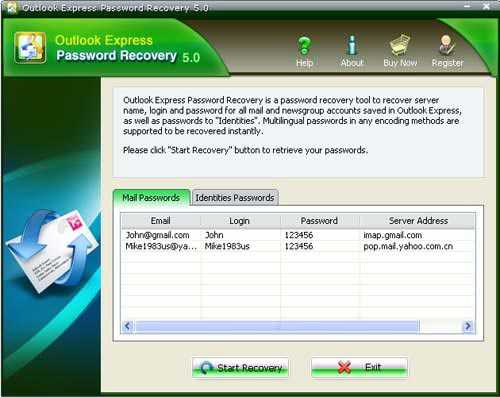 Outlook Express Password Recovery 5.0
Outlook Express
Password Recovery 5.0
Help
About
Buy Now
Register
Outlook Express Password Recovery is a password recovery tool to recover server
name, login and password for all mail and newsgroup accounts saved in Outlook Express,
as well as passwords to "Identities". Multilingual passwords in any encoding methods are
supported to be recovered instantly.
Please click "Start Recovery" button to retrieve your passwords.
Mail Passwords
Identities Passwords
Email Login Password Server Address
John@gmail.com John 123456 imap.gmail.com
Mike1983us@ya... Mike1983us 123456 pop.mail.yahoo.com.cn
Start Recovery
Exit